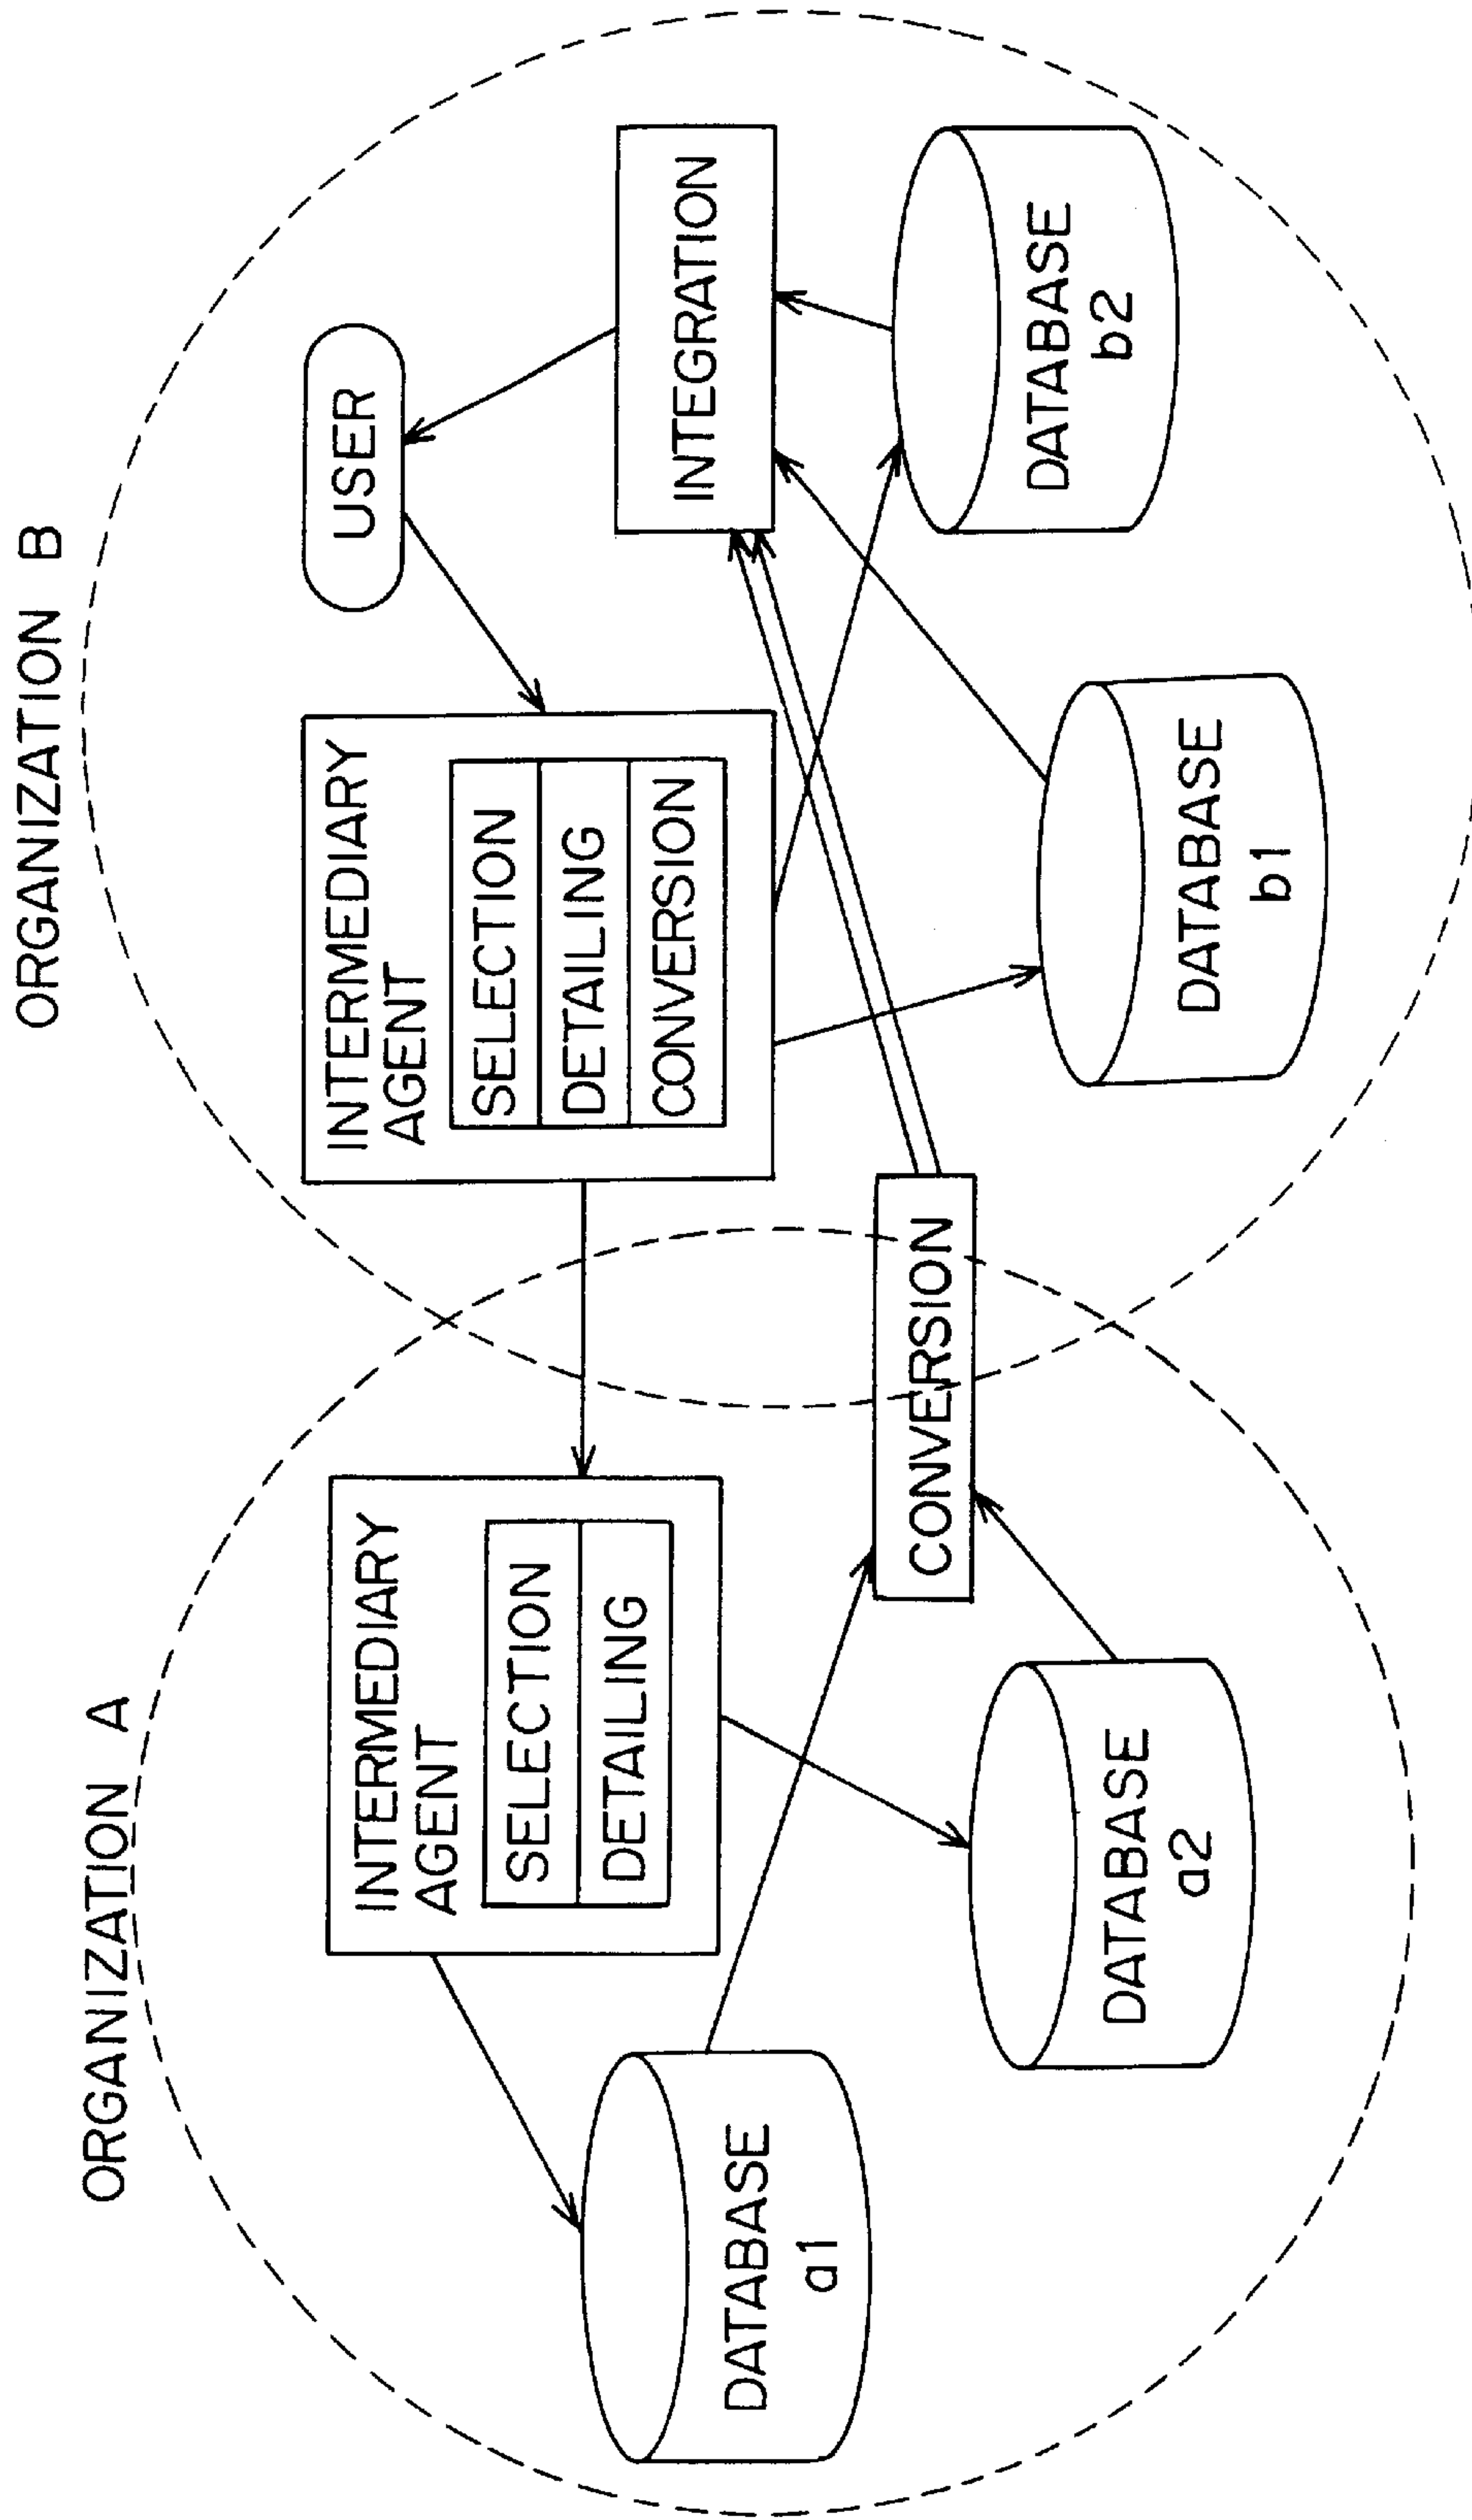 ORGANIZATION A
INTERMEDIARY
AGENT
SELECTION
DETAILING
DATABASE
a1
DATABASE
a2
CONVERSION
ORGANIZATION B
USER
INTERMEDIARY
AGENT
SELECTION
DETAILING
CONVERSION
INTEGRATION
DATABASE
b1
DATABASE
b2